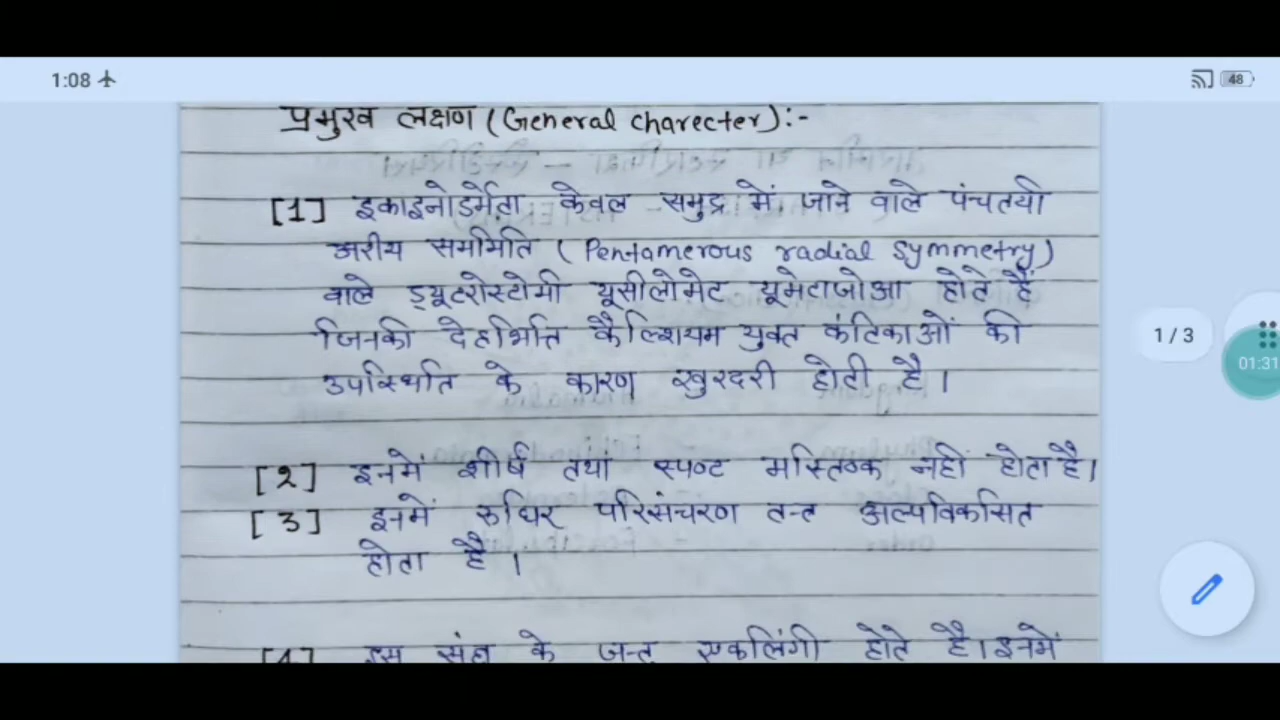 1:08
48
प्रमुख लक्षण (General charecter):-
[1] इकाइनोडर्मेता केवल समुद्र में जाने वाले पंचतयी
अरीय सममिति (Pentamerous radial symmetry)
वाले ड्यूटरोस्टोमी यूसीलोमेट यूमेटाजोआ होते हैं
जिनकी देहभित्ति कैल्शियम युक्त कंटिकाओं की
उपस्थिति के कारण खुरदरी होती है।
1/3
01:31
[2] इनमें शीर्ष तथा स्पष्ट मस्तिष्क नहीं होता है।
[3] इनमें रुधिर परिसंचरण तन्त अल्पविकसित
होता है।
[4] इस संघ के जन्तु एकलिंगी होते है। इनमें